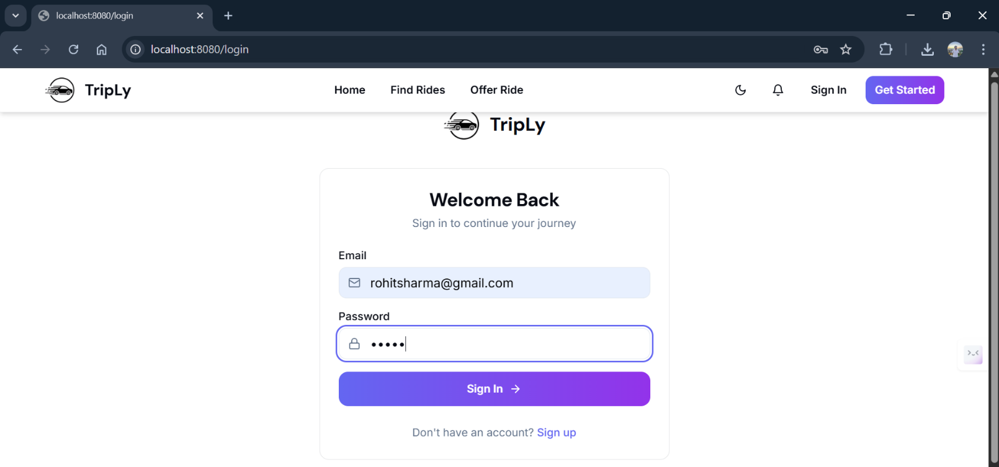 localhost:8080/login
localhost:8080/login
TripLy
Home Find Rides Offer Ride
Sign In Get Started
TripLy
Welcome Back
Sign in to continue your journey
Email
rohitsharma@gmail.com
Password
•••••
Sign In →
Don't have an account? Sign up